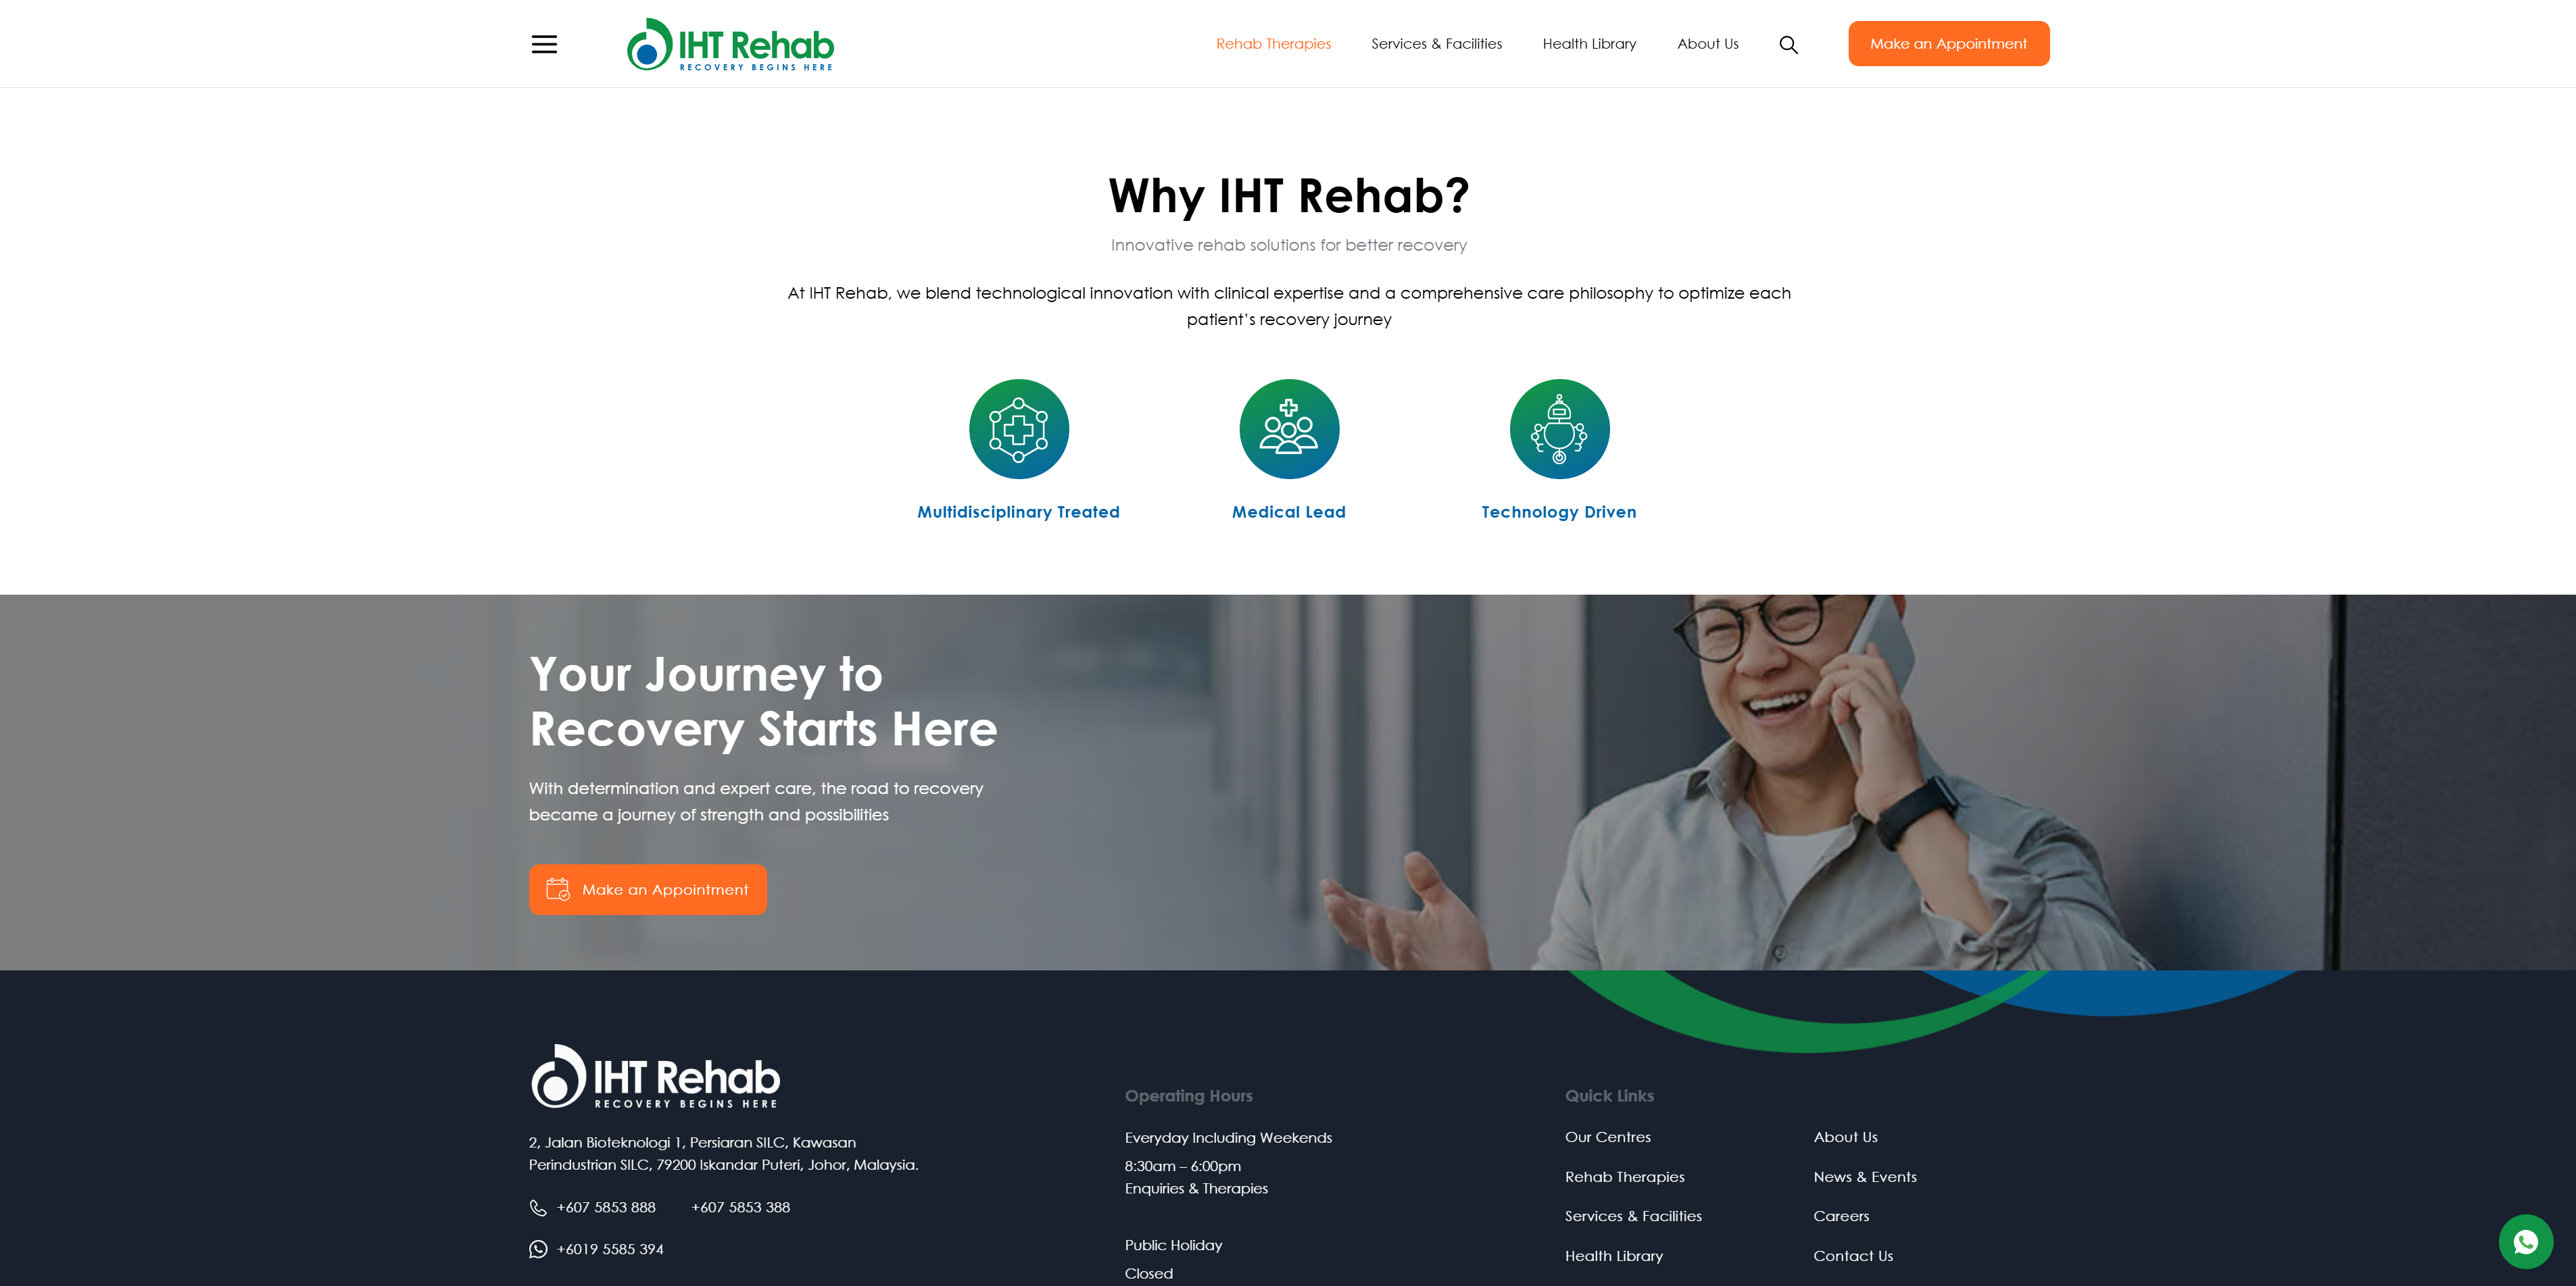 IHT Rehab
RECOVERY BEGINS HERE
Rehab Therapies
Services & Facilities
Health Library
About Us
Make an Appointment
Why IHT Rehab?
Innovative rehab solutions for better recovery
At IHT Rehab, we blend technological innovation with clinical expertise and a comprehensive care philosophy to optimize each
patient’s recovery journey
Multidisciplinary Treated
Medical Lead
Technology Driven
Your Journey to
Recovery Starts Here
With determination and expert care, the road to recovery
became a journey of strength and possibilities
Make an Appointment
IHT Rehab
RECOVERY BEGINS HERE
2, Jalan Bioteknologi 1, Persiaran SILC, Kawasan
Perindustrian SILC, 79200 Iskandar Puteri, Johor, Malaysia.
+607 5853 888
+607 5853 388
+6019 5585 394
Operating Hours
Everyday Including Weekends
8:30am – 6:00pm
Enquiries & Therapies
Public Holiday
Closed
Quick Links
Our Centres
Rehab Therapies
Services & Facilities
Health Library
About Us
News & Events
Careers
Contact Us